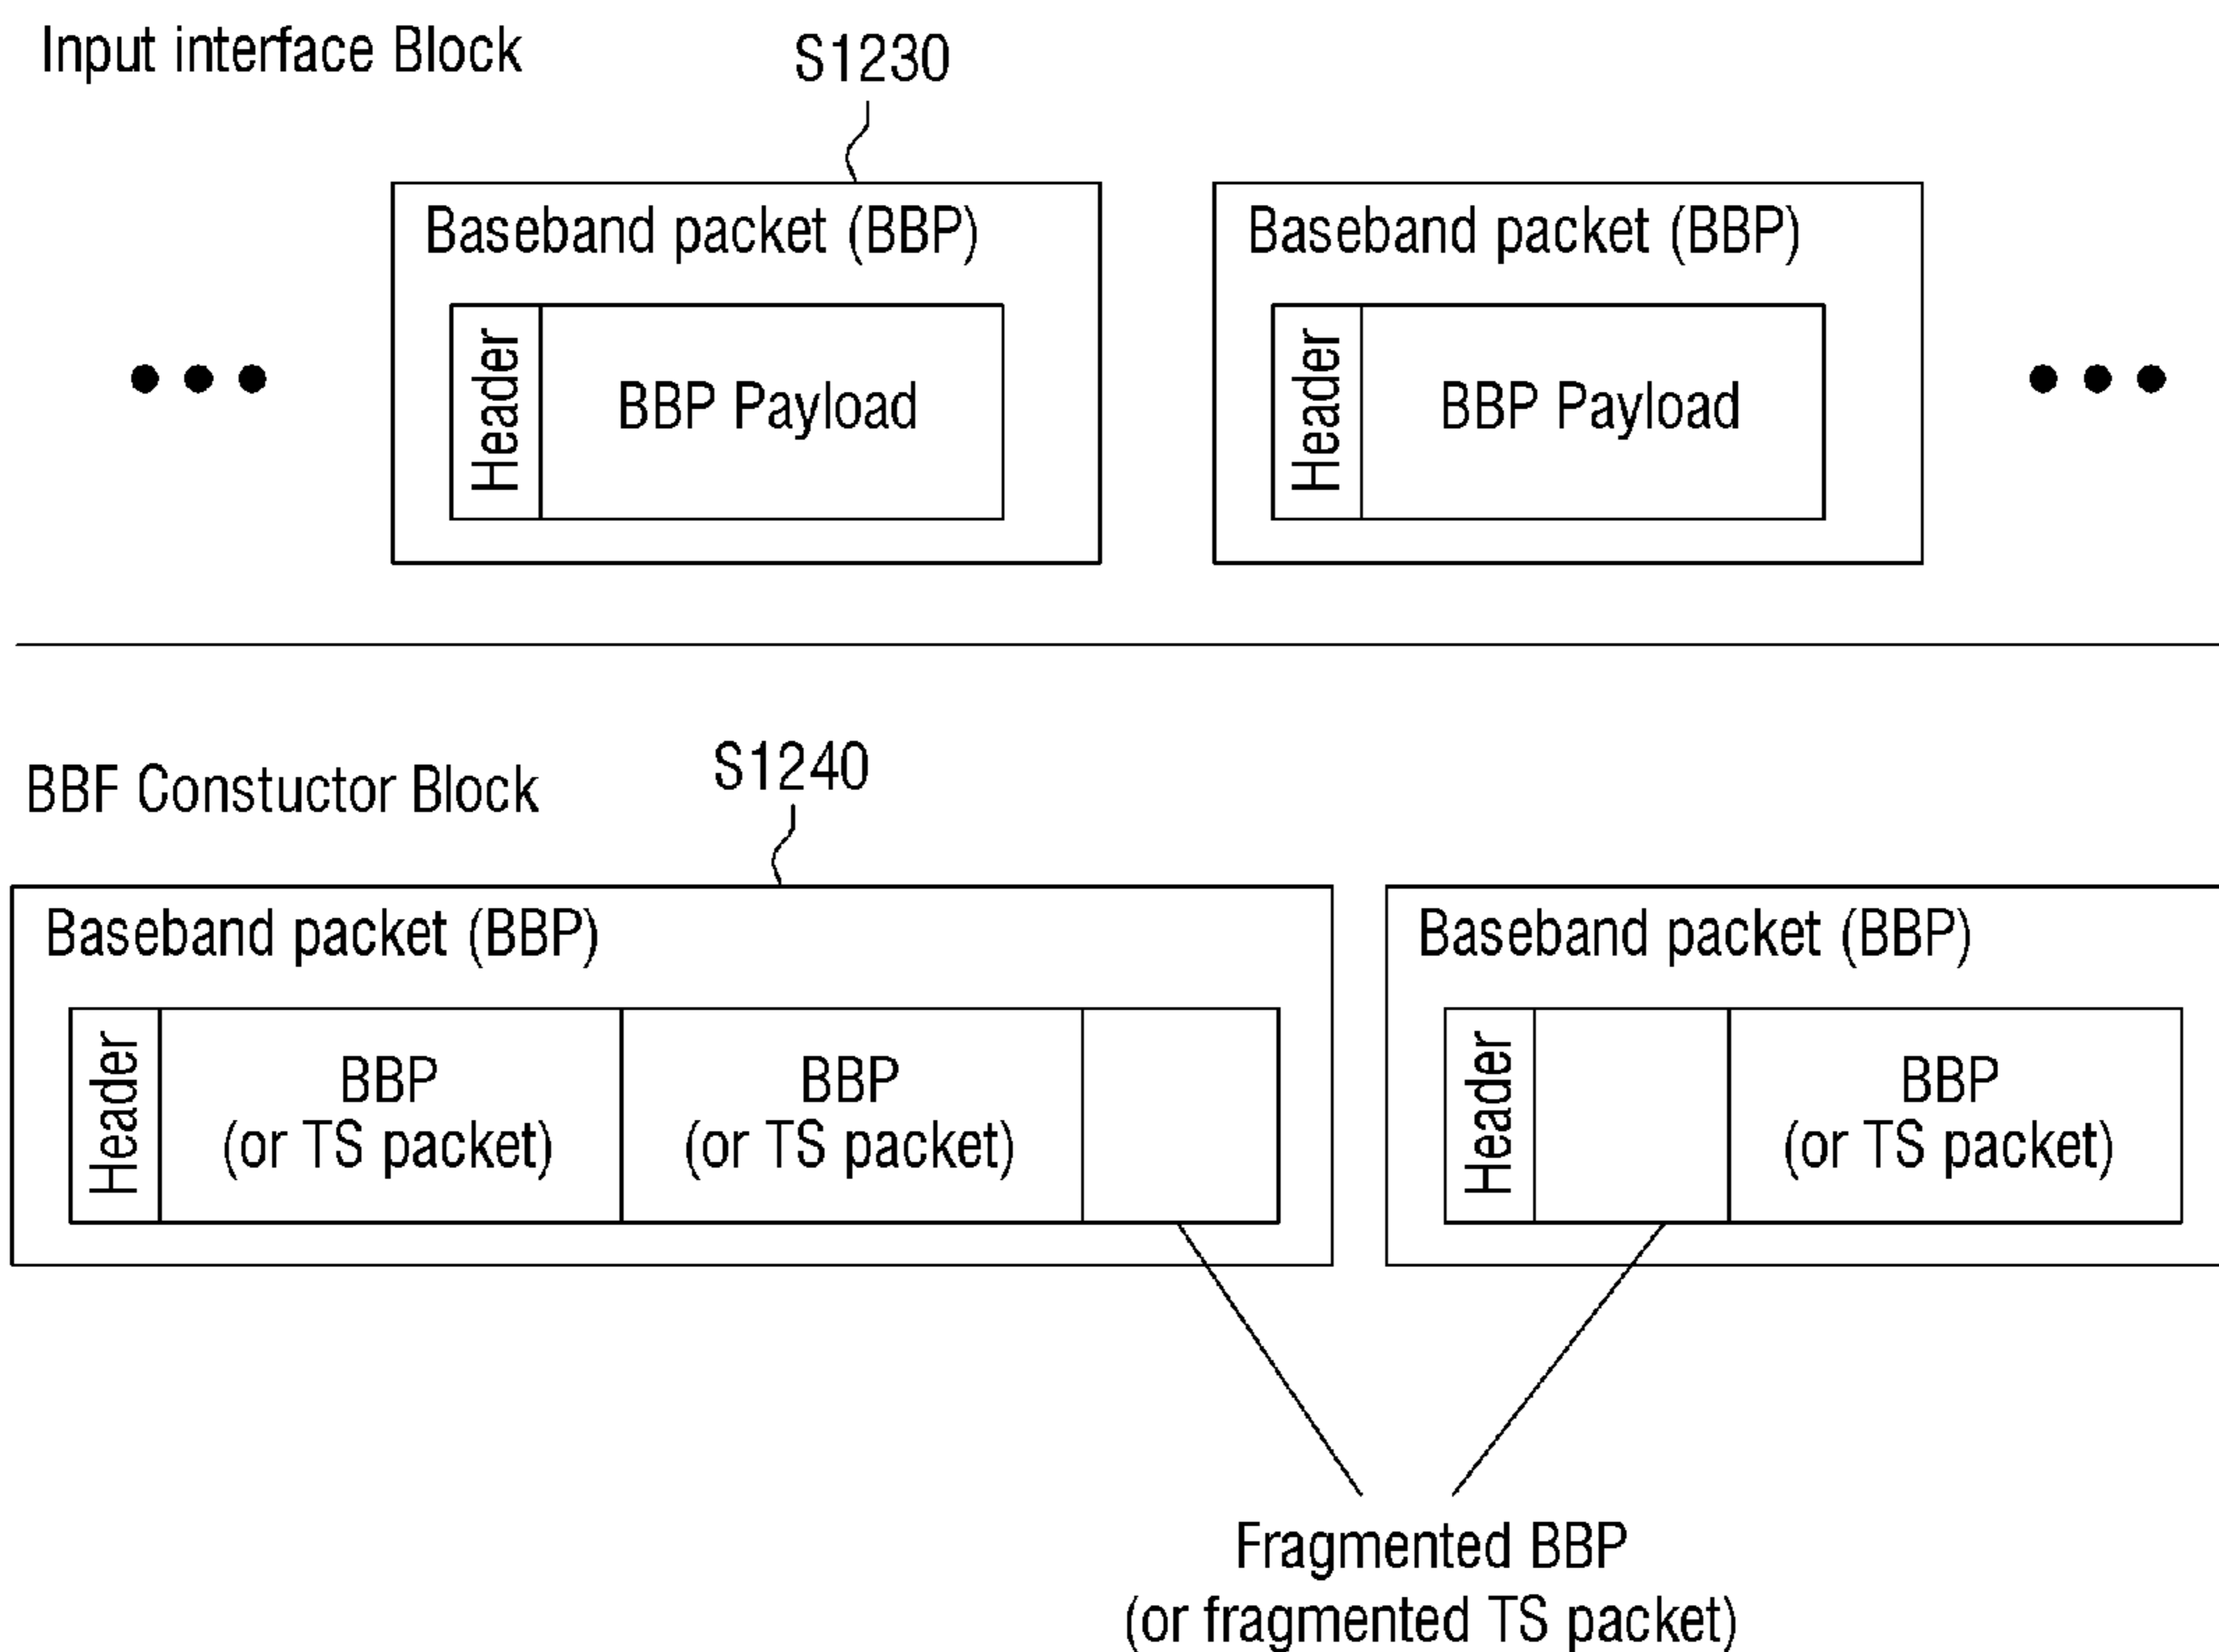 Input interface Block
S1230
Baseband packet (BBP)
Header
BBP Payload
Baseband packet (BBP)
Header
BBP Payload
BBF Constuctor Block
S1240
Baseband packet (BBP)
Header
BBP
(or TS packet)
BBP
(or TS packet)
Baseband packet (BBP)
Header
BBP
(or TS packet)
Fragmented BBP
(or fragmented TS packet)